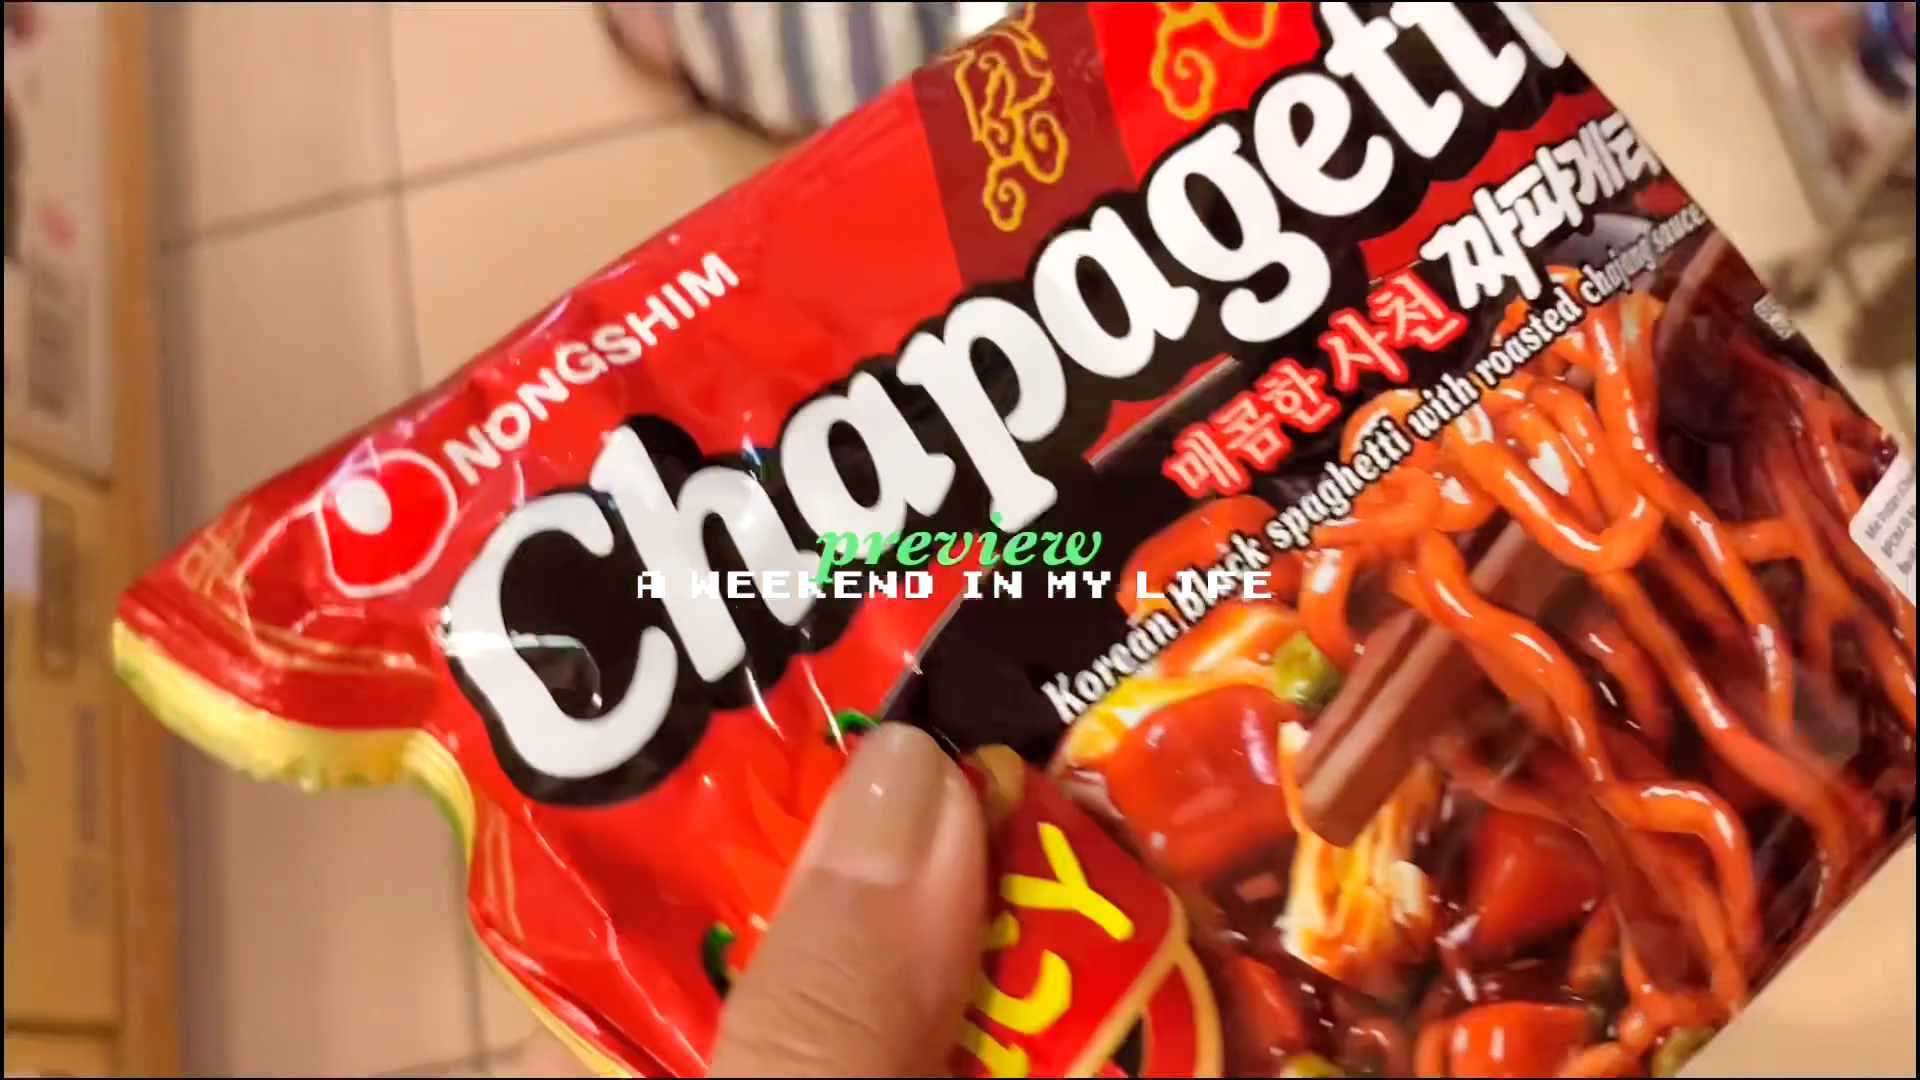 NONGSHIM
Chapagetti
짜파게티
매콤한 사천
Korean black spaghetti with roasted chajang sauce
preview
A WEEKEND IN MY LIFE